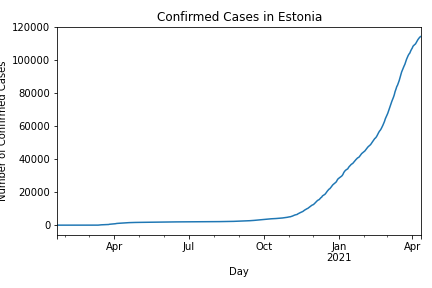 Confirmed Cases in Estonia
120000
100000
80000
60000
40000
20000
0
Number of Confirmed Cases
Apr Jul Oct Jan Apr
2021
Day